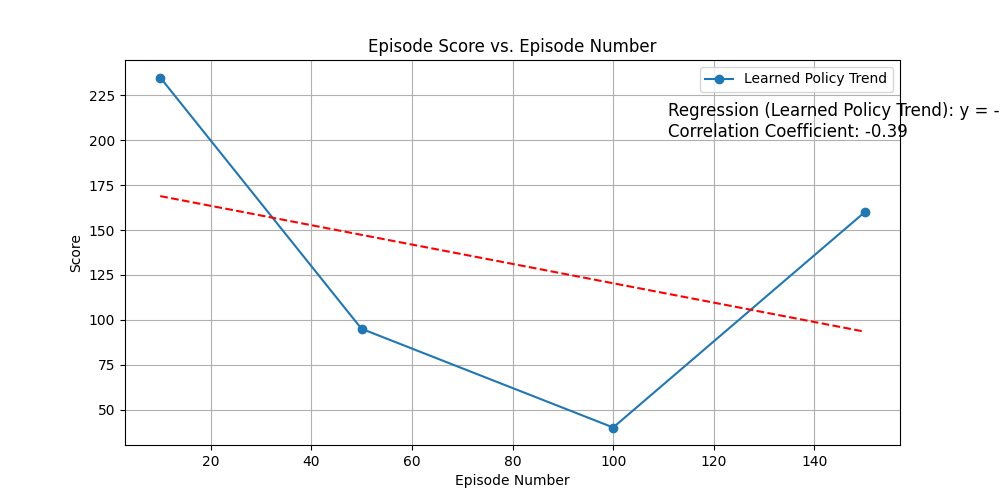 Episode Score vs. Episode Number
Learned Policy Trend
Regression (Learned Policy Trend): y = -
Correlation Coefficient: -0.39
225
200
175
150
125
100
75
50
Score
20 40 60 80 100 120 140
Episode Number